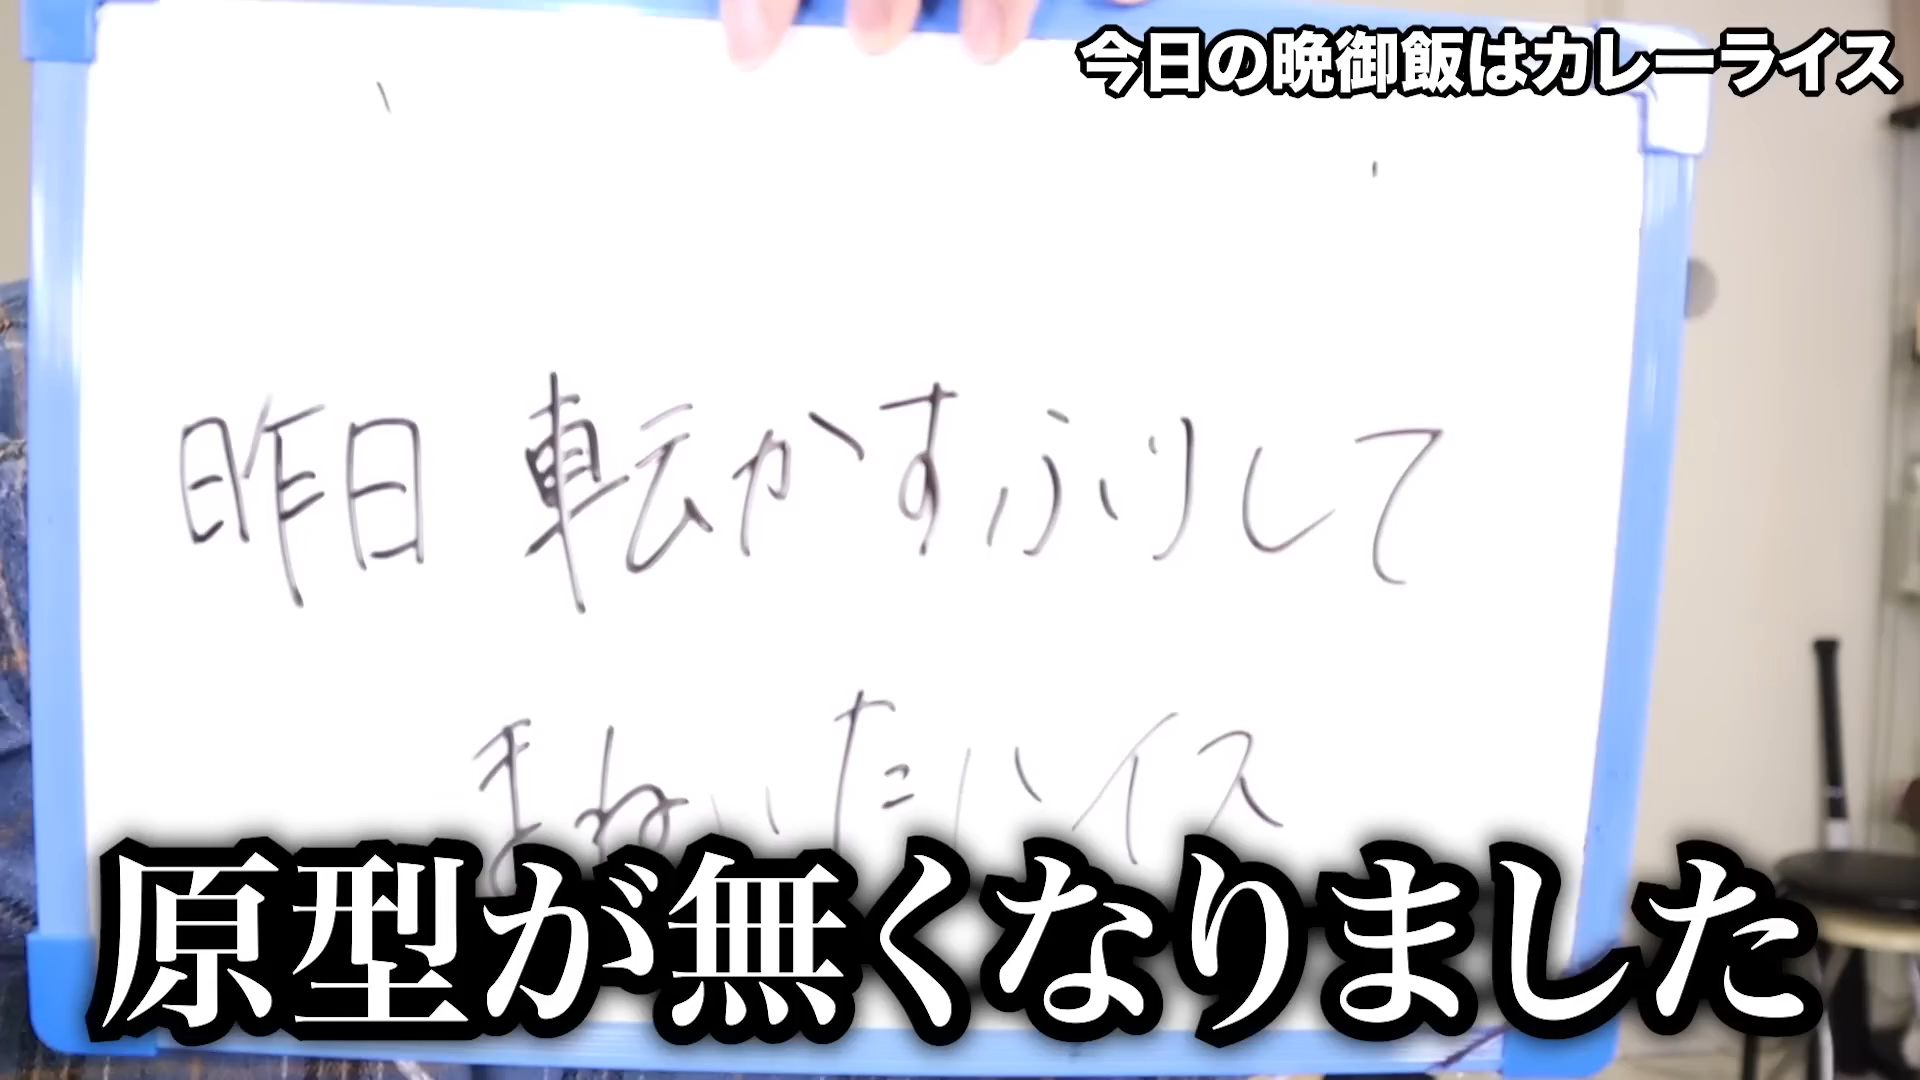 今日の晩御飯はカレーライス
昨日 転かすふりして
まねいたハイス
原型が無くなりました